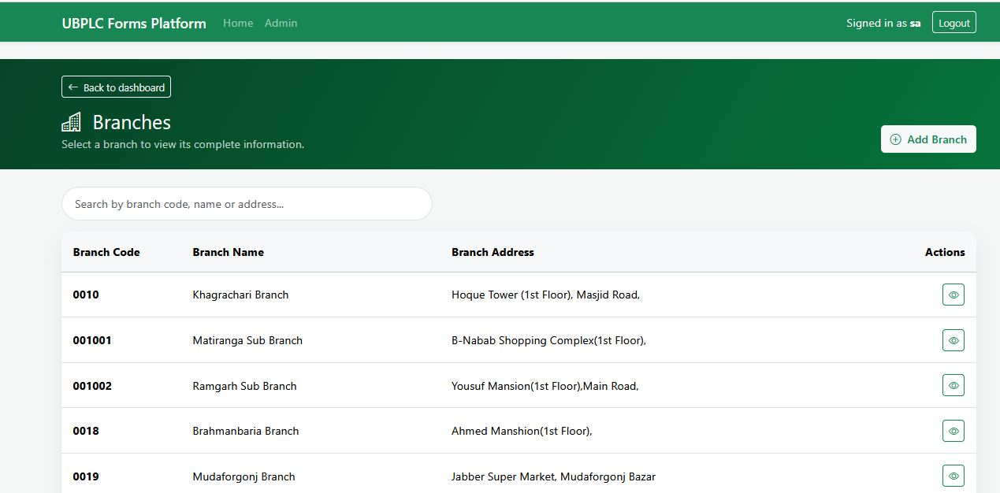 UBPLC Forms Platform Home Admin Signed in as sa Logout
Back to dashboard
Branches
Select a branch to view its complete information.
Add Branch
Search by branch code, name or address...
Branch Code Branch Name Branch Address Actions
0010 Khagrachari Branch Hoque Tower (1st Floor), Masjid Road,
001001 Matiranga Sub Branch B-Nabab Shopping Complex(1st Floor),
001002 Ramgarh Sub Branch Yousuf Mansion(1st Floor),Main Road,
0018 Brahmanbaria Branch Ahmed Manshion(1st Floor),
0019 Mudaforgonj Branch Jabber Super Market, Mudaforgonj Bazar